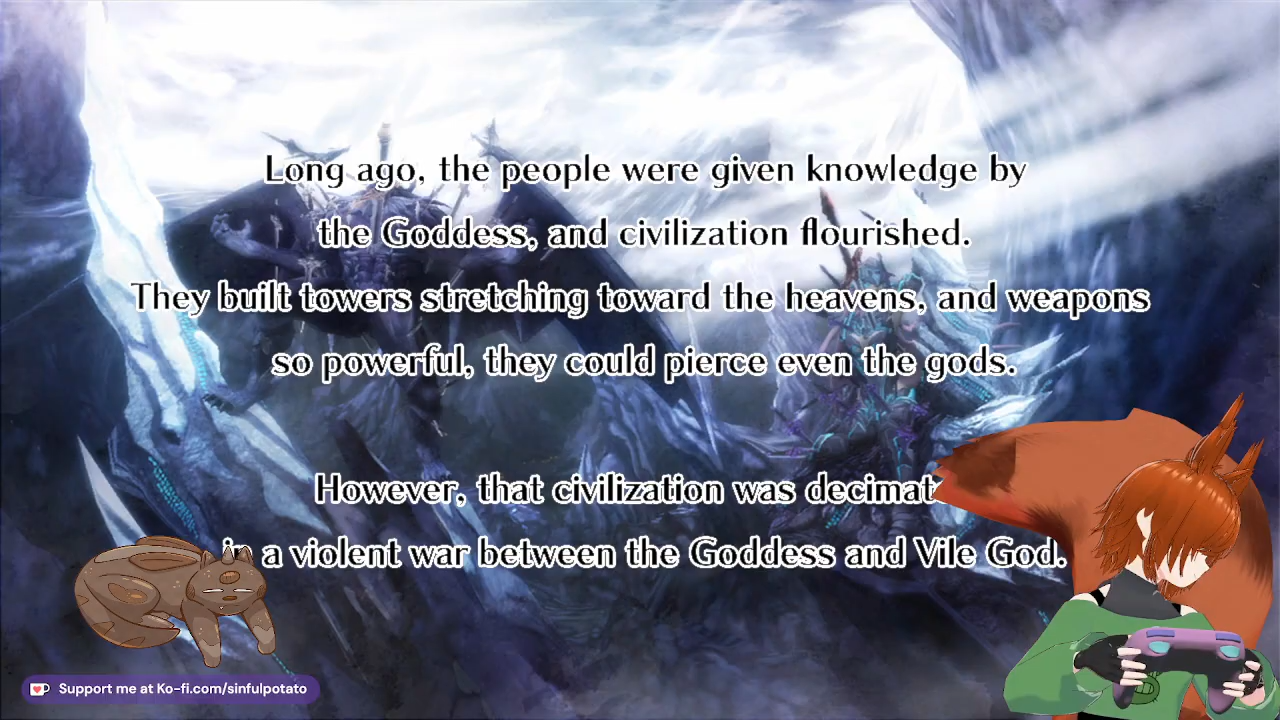 Long ago, the people were given knowledge by
the Goddess, and civilization flourished.
They built towers stretching toward the heavens, and weapons
so powerful, they could pierce even the gods.
However, that civilization was decimat
in a violent war between the Goddess and Vile God.
Support me at Ko-fi.com/sinfulpotato